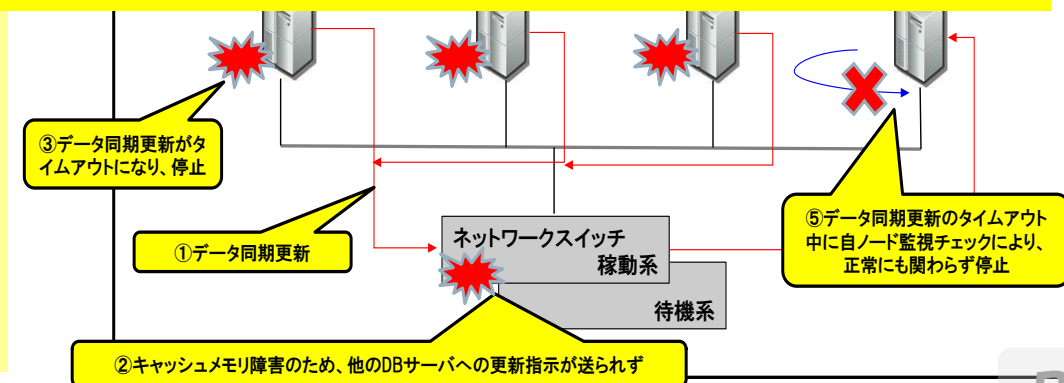 ③データ同期更新がタ
イムアウトになり、停止
①データ同期更新
ネットワークスイッチ
稼動系
待機系
⑤データ同期更新のタイムアウト
中に自ノード監視チェックにより、
正常にも関わらず停止
②キャッシュメモリ障害のため、他のDBサーバへの更新指示が送られず